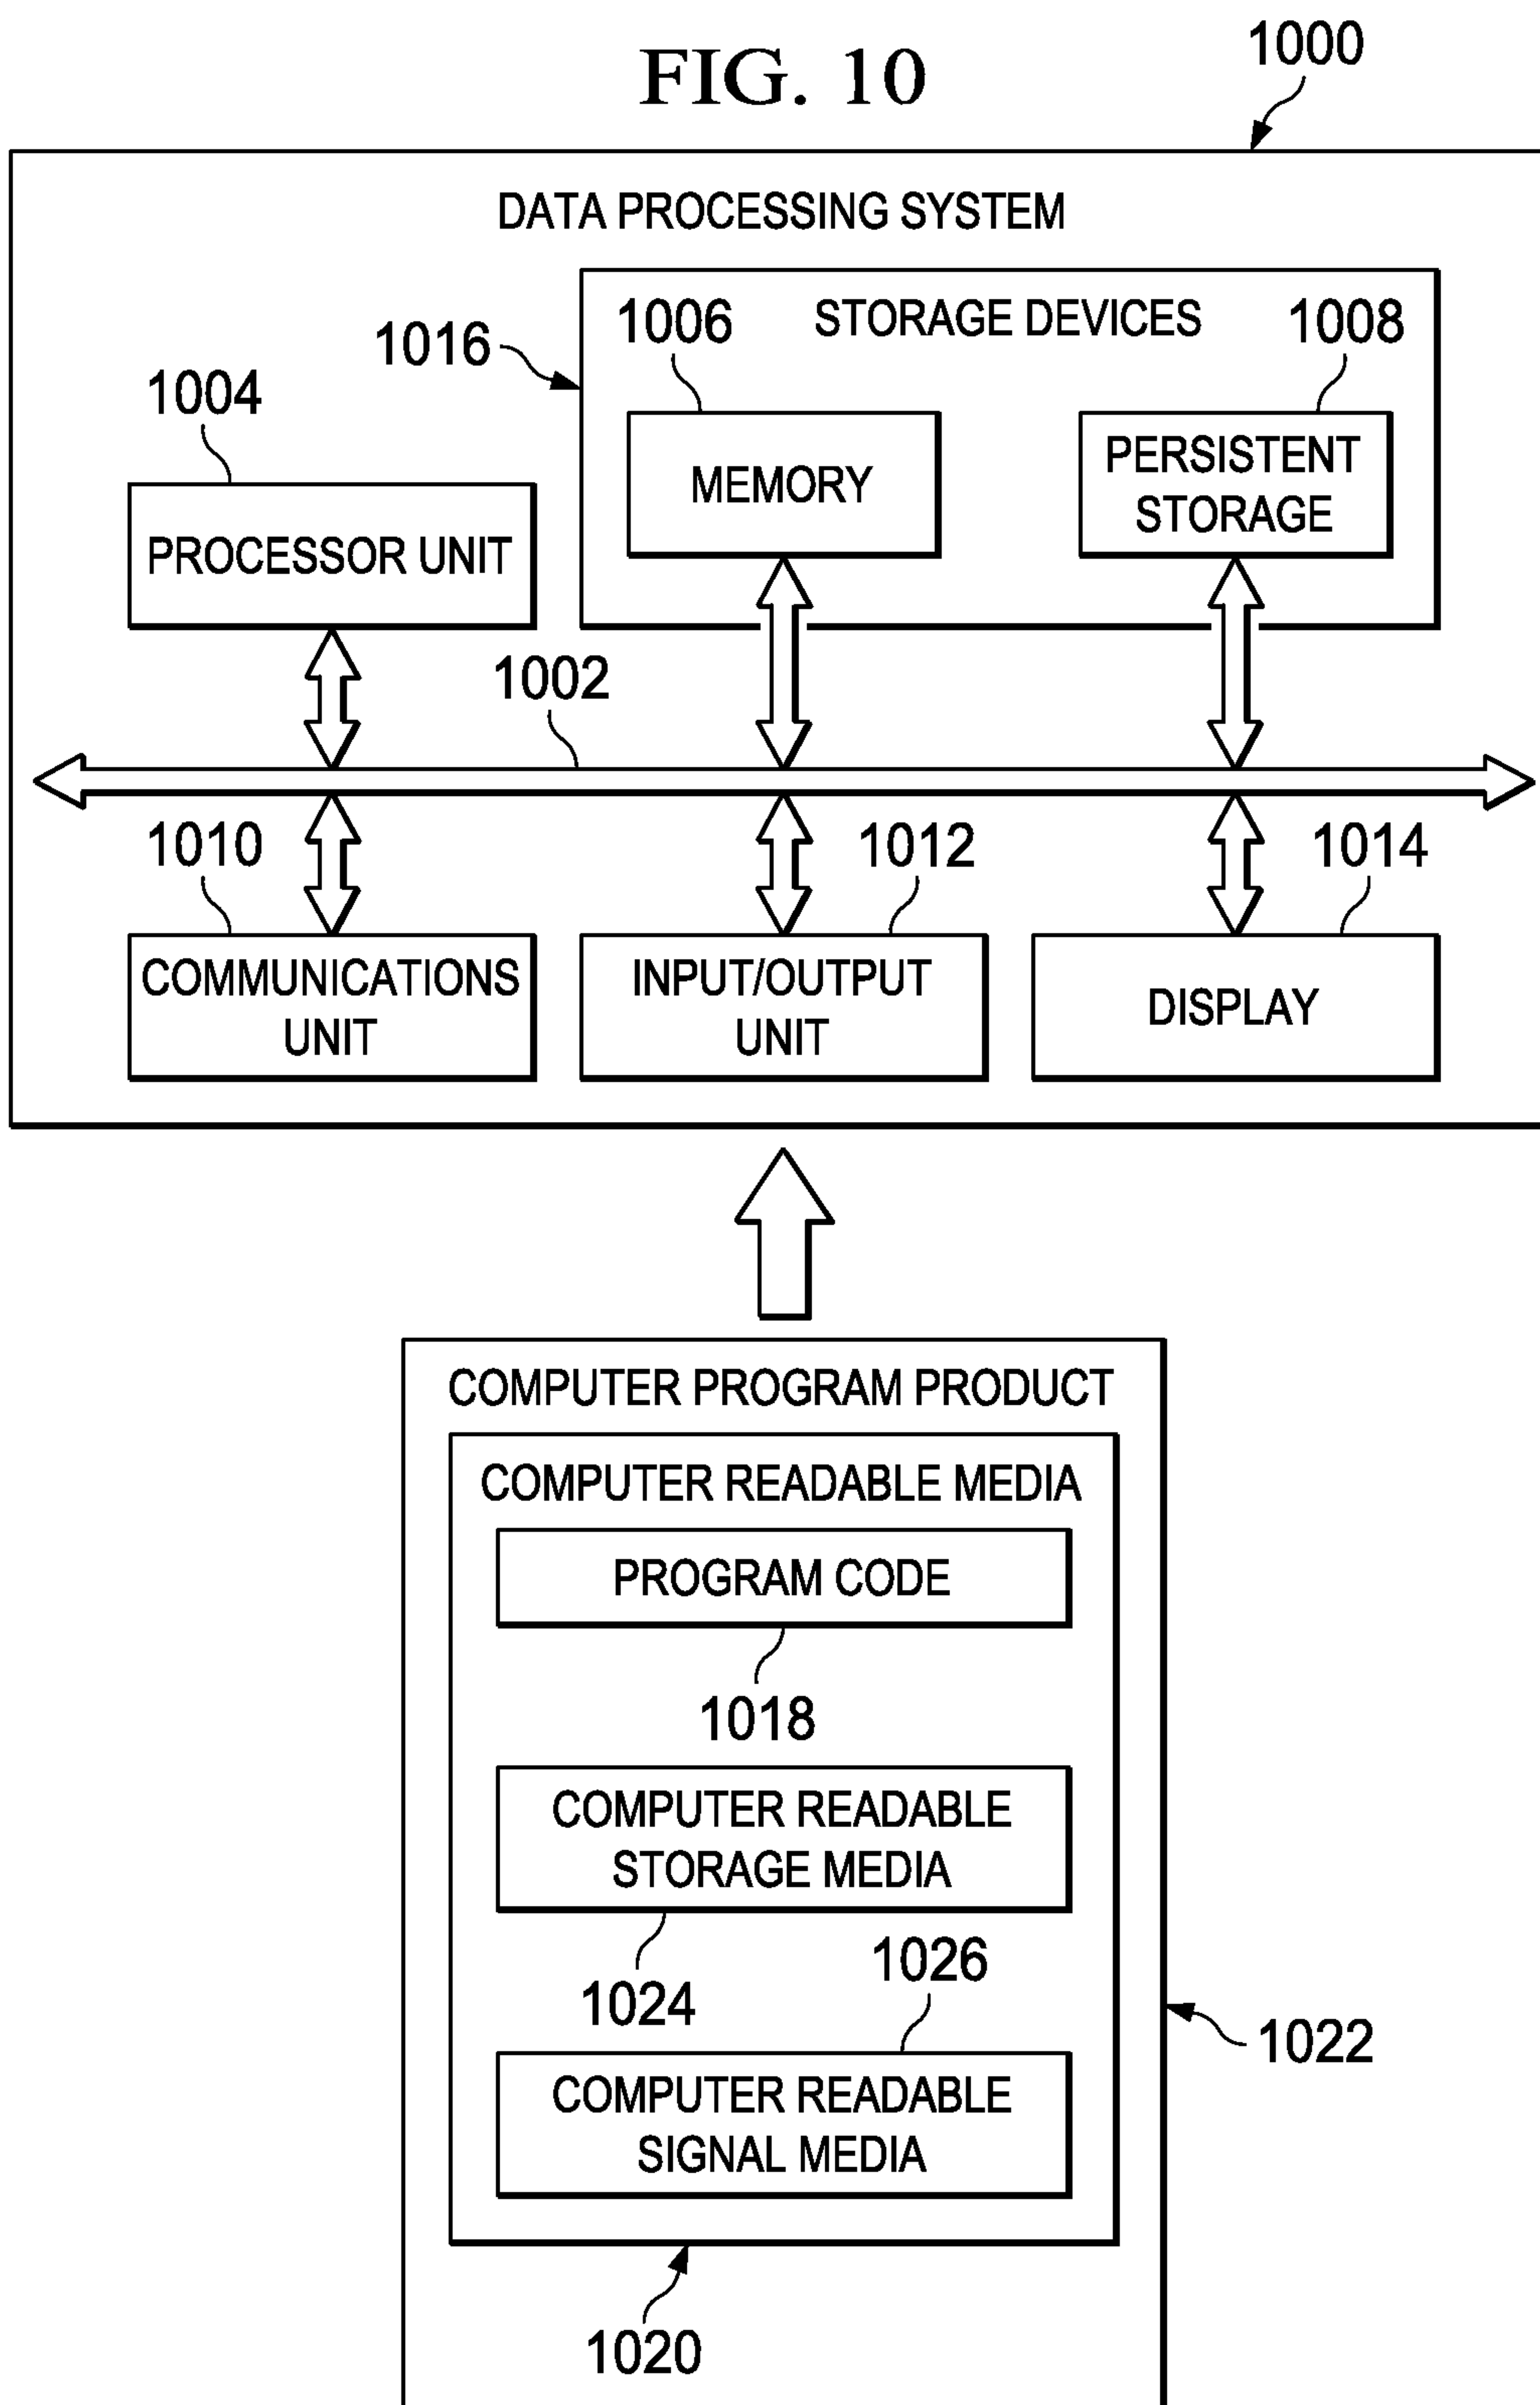 FIG. 10
1000
DATA PROCESSING SYSTEM
1016
1006
STORAGE DEVICES
1008
1004
MEMORY
PERSISTENT
STORAGE
PROCESSOR UNIT
1002
1010
1012
1014
COMMUNICATIONS
UNIT
INPUT/OUTPUT
UNIT
DISPLAY
COMPUTER PROGRAM PRODUCT
COMPUTER READABLE MEDIA
PROGRAM CODE
1018
COMPUTER READABLE
STORAGE MEDIA
1024
1026
COMPUTER READABLE
SIGNAL MEDIA
1022
1020